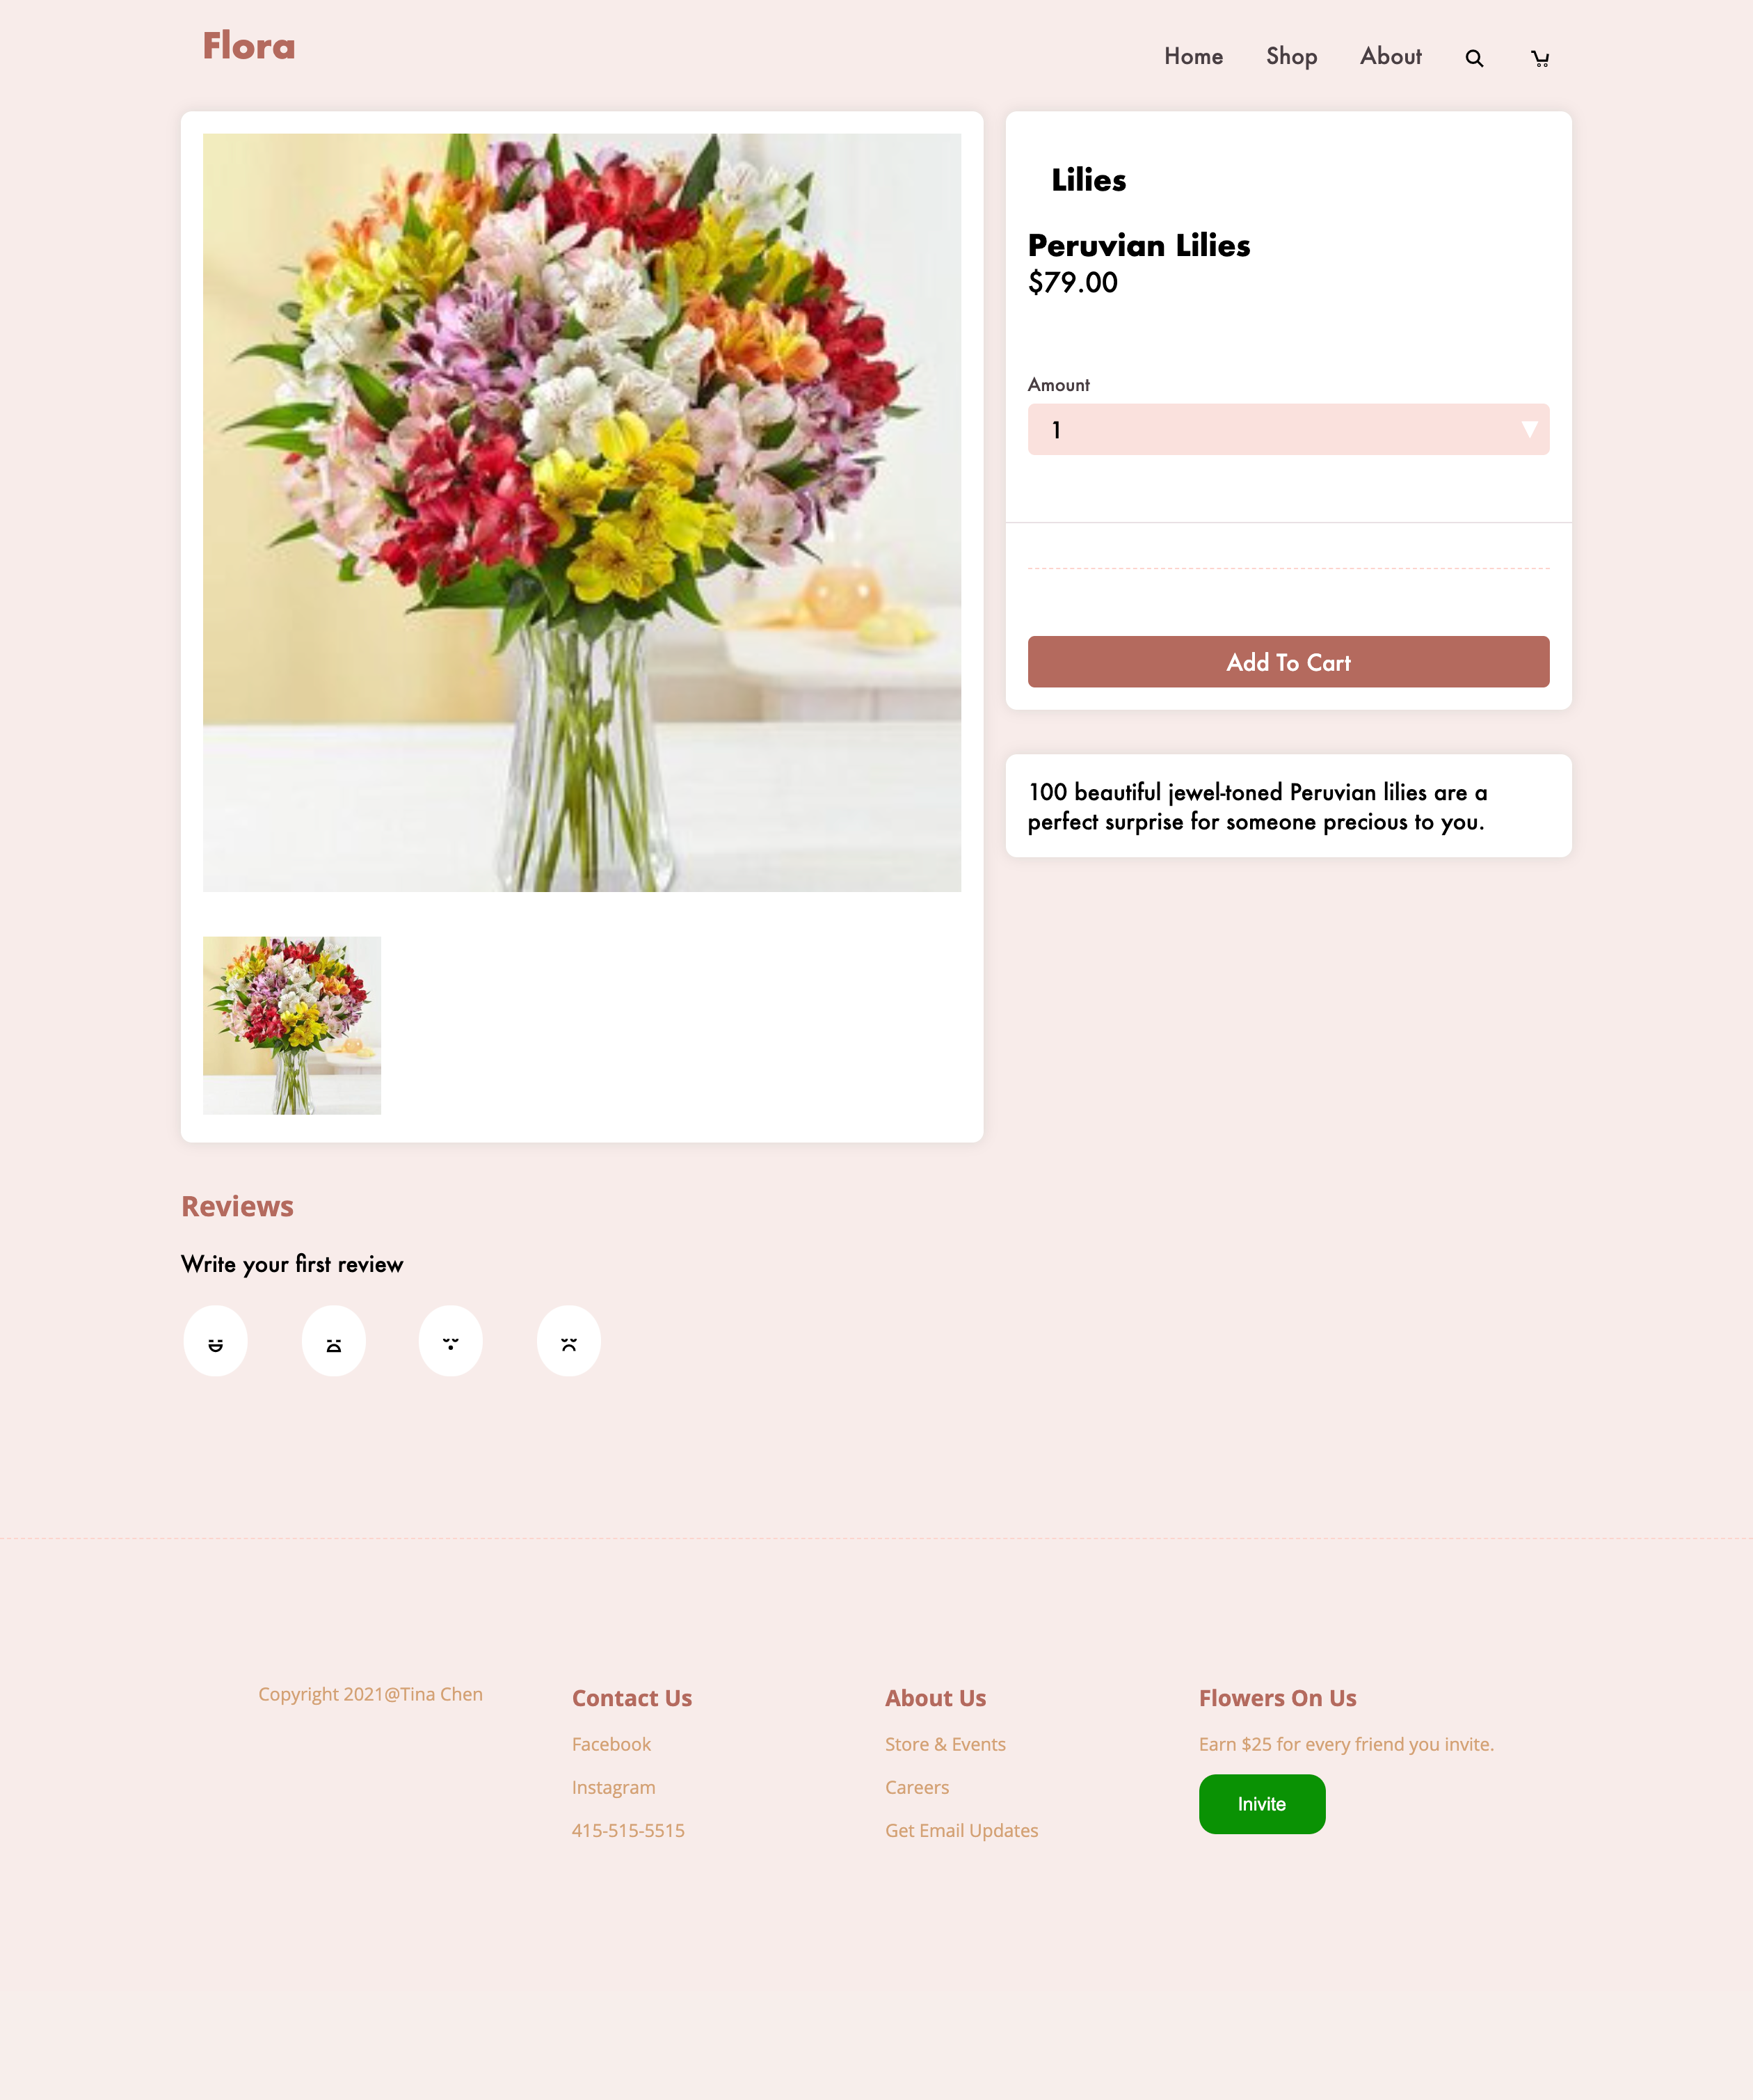 Flora
Home Shop About
Lilies
Peruvian Lilies
$79.00
Amount
1
Add To Cart
100 beautiful jewel-toned Peruvian lilies are a
perfect surprise for someone precious to you.
Reviews
Write your first review
Copyright 2021@Tina Chen
Contact Us
Facebook
Instagram
415-515-5515
About Us
Store & Events
Careers
Get Email Updates
Flowers On Us
Earn $25 for every friend you invite.
Inivite